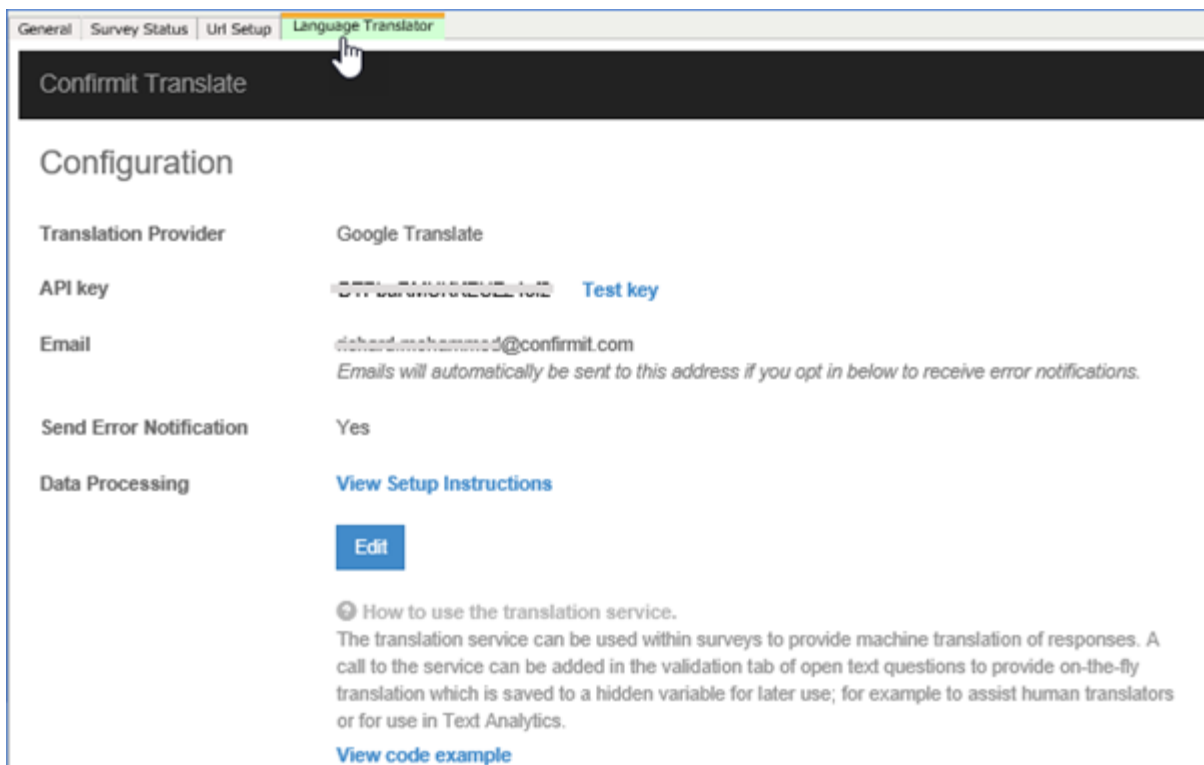 General Survey Status Url Setup Language Translator
Confirmit Translate
Configuration
Translation Provider Google Translate
API key Test key
Email @confirmit.com
Emails will automatically be sent to this address if you opt in below to receive error notifications.
Send Error Notification Yes
Data Processing View Setup Instructions
Edit
How to use the translation service.
The translation service can be used within surveys to provide machine translation of responses. A
call to the service can be added in the validation tab of open text questions to provide on-the-fly
translation which is saved to a hidden variable for later use; for example to assist human translators
or for use in Text Analytics.
View code example